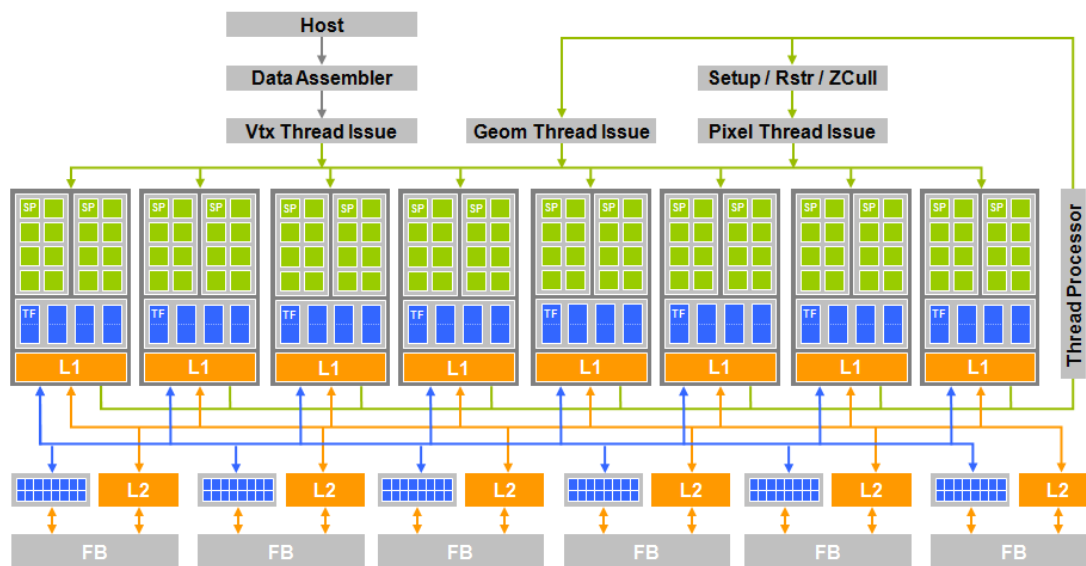 Host
Data Assembler
Setup / Rstr / ZCull
Vtx Thread Issue
Geom Thread Issue
Pixel Thread Issue
SP SP SP SP SP SP SP SP SP SP SP SP SP SP SP SP
Thread Processor
TF TF TF TF TF TF TF TF
L1 L1 L1 L1 L1 L1 L1 L1
L2 L2 L2 L2 L2 L2
FB FB FB FB FB FB